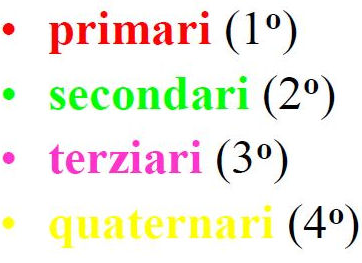 • primari (1º)
• secondari (2º)
• terziari (3º)
• quaternari (4º)